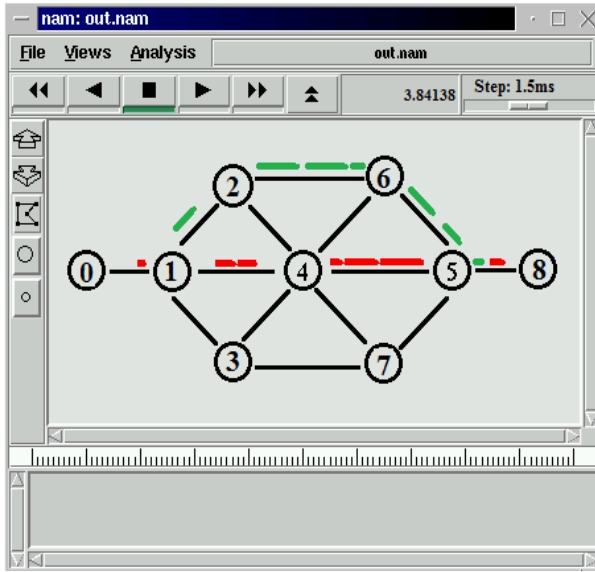 nam: out.nam
File Views Analysis out.nam
3.84138 Step: 1.5ms
2 6
0 1 4 5 8
3 7